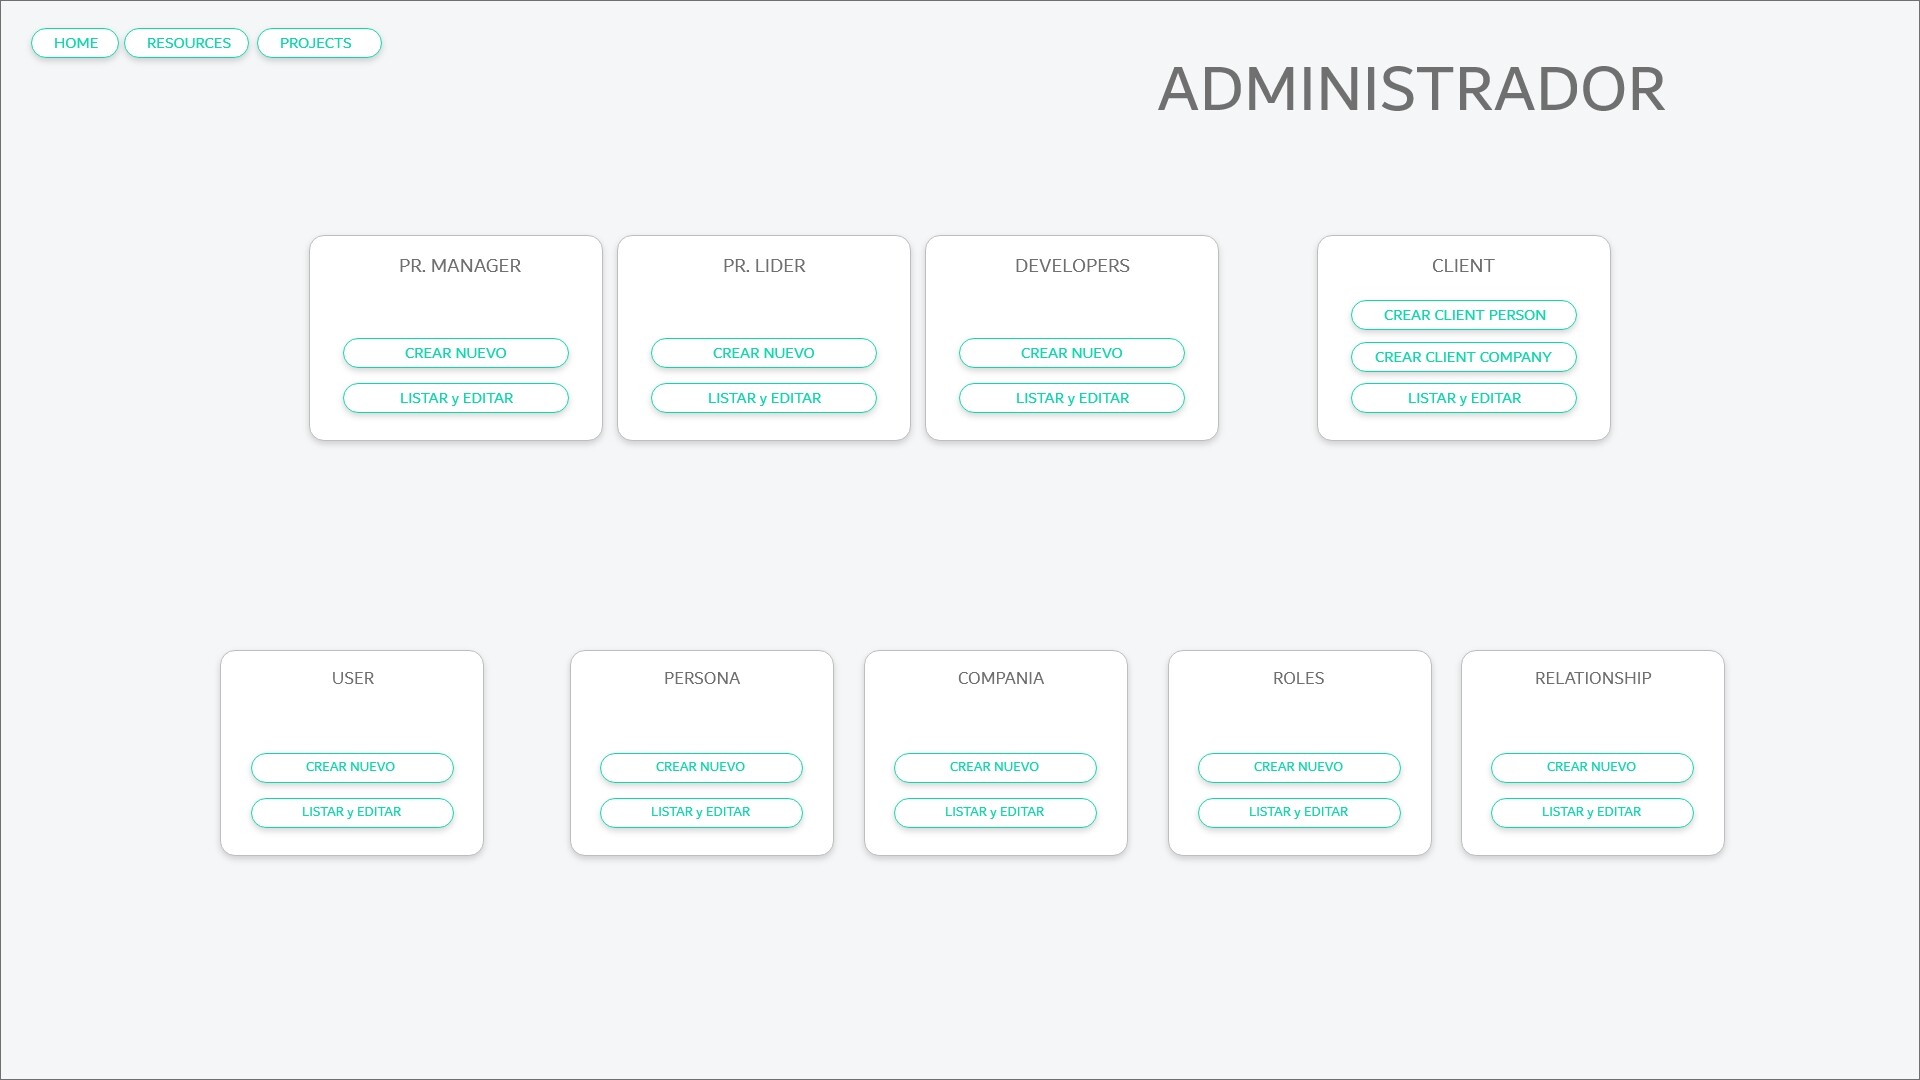 HOME
RESOURCES
PROJECTS
ADMINISTRADOR
PR. MANAGER
CREAR NUEVO
LISTAR y EDITAR
PR. LIDER
CREAR NUEVO
LISTAR y EDITAR
DEVELOPERS
CREAR NUEVO
LISTAR y EDITAR
CLIENT
CREAR CLIENT PERSON
CREAR CLIENT COMPANY
LISTAR y EDITAR
USER
CREAR NUEVO
LISTAR y EDITAR
PERSONA
CREAR NUEVO
LISTAR y EDITAR
COMPANIA
CREAR NUEVO
LISTAR y EDITAR
ROLES
CREAR NUEVO
LISTAR y EDITAR
RELATIONSHIP
CREAR NUEVO
LISTAR y EDITAR